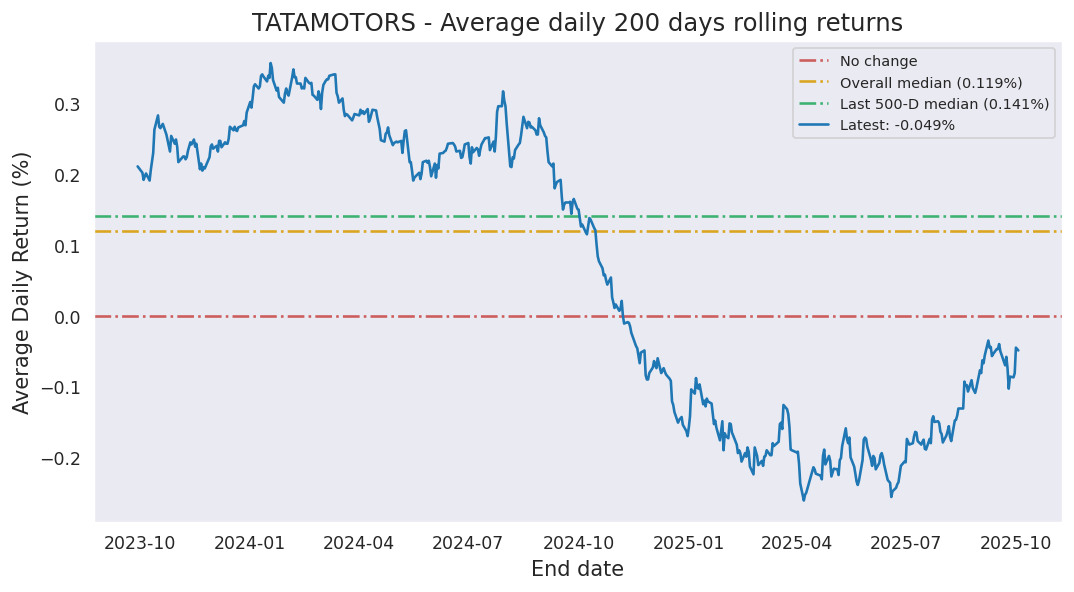 TATAMOTORS - Average daily 200 days rolling returns
No change
Overall median (0.119%)
Last 500-D median (0.141%)
Latest: -0.049%
Average Daily Return (%)
0.3
0.2
0.1
0.0
−0.1
−0.2
2023-10 2024-01 2024-04 2024-07 2024-10 2025-01 2025-04 2025-07 2025-10
End date